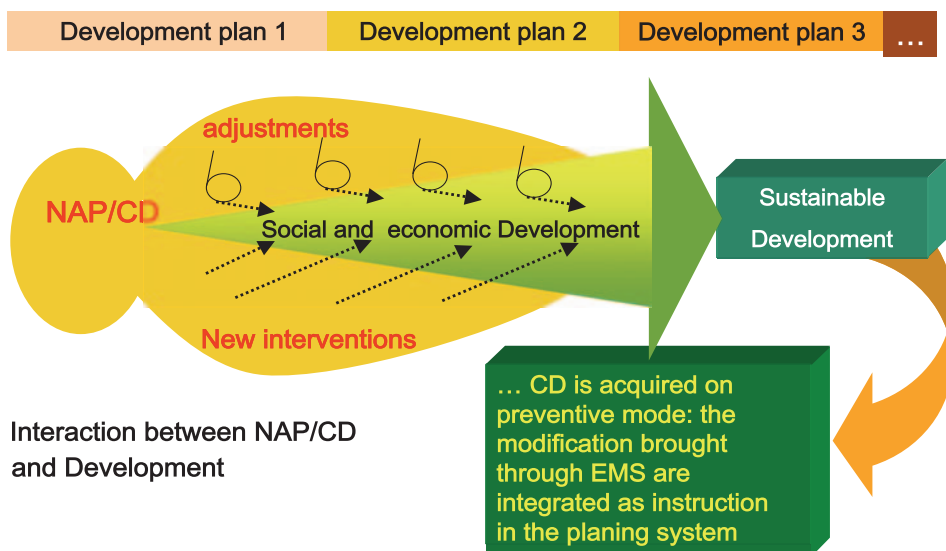 Development plan 1 Development plan 2 Development plan 3 ...
adjustments
NAP/CD
Social and economic Development
New interventions
Sustainable
Development
... CD is acquired on
preventive mode: the
modification brought
through EMS are
integrated as instruction
in the planing system
Interaction between NAP/CD
and Development